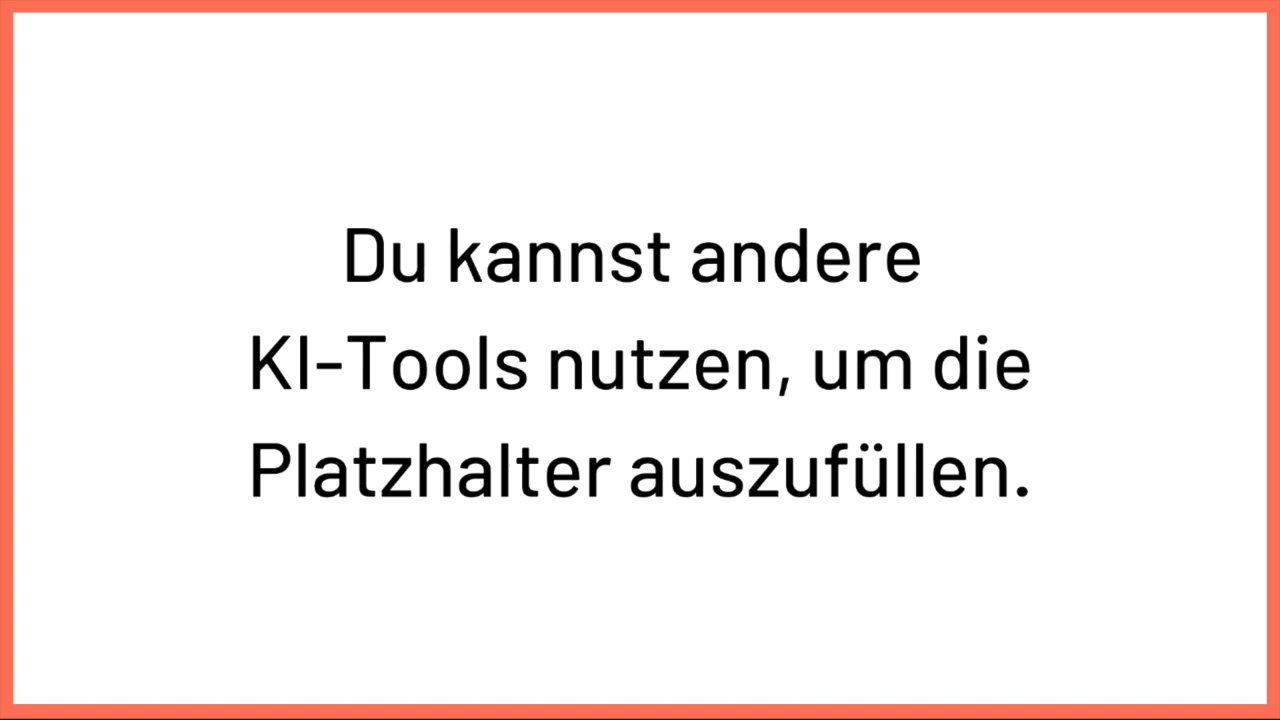 Du kannst andere
KI-Tools nutzen, um die
Platzhalter auszufüllen.